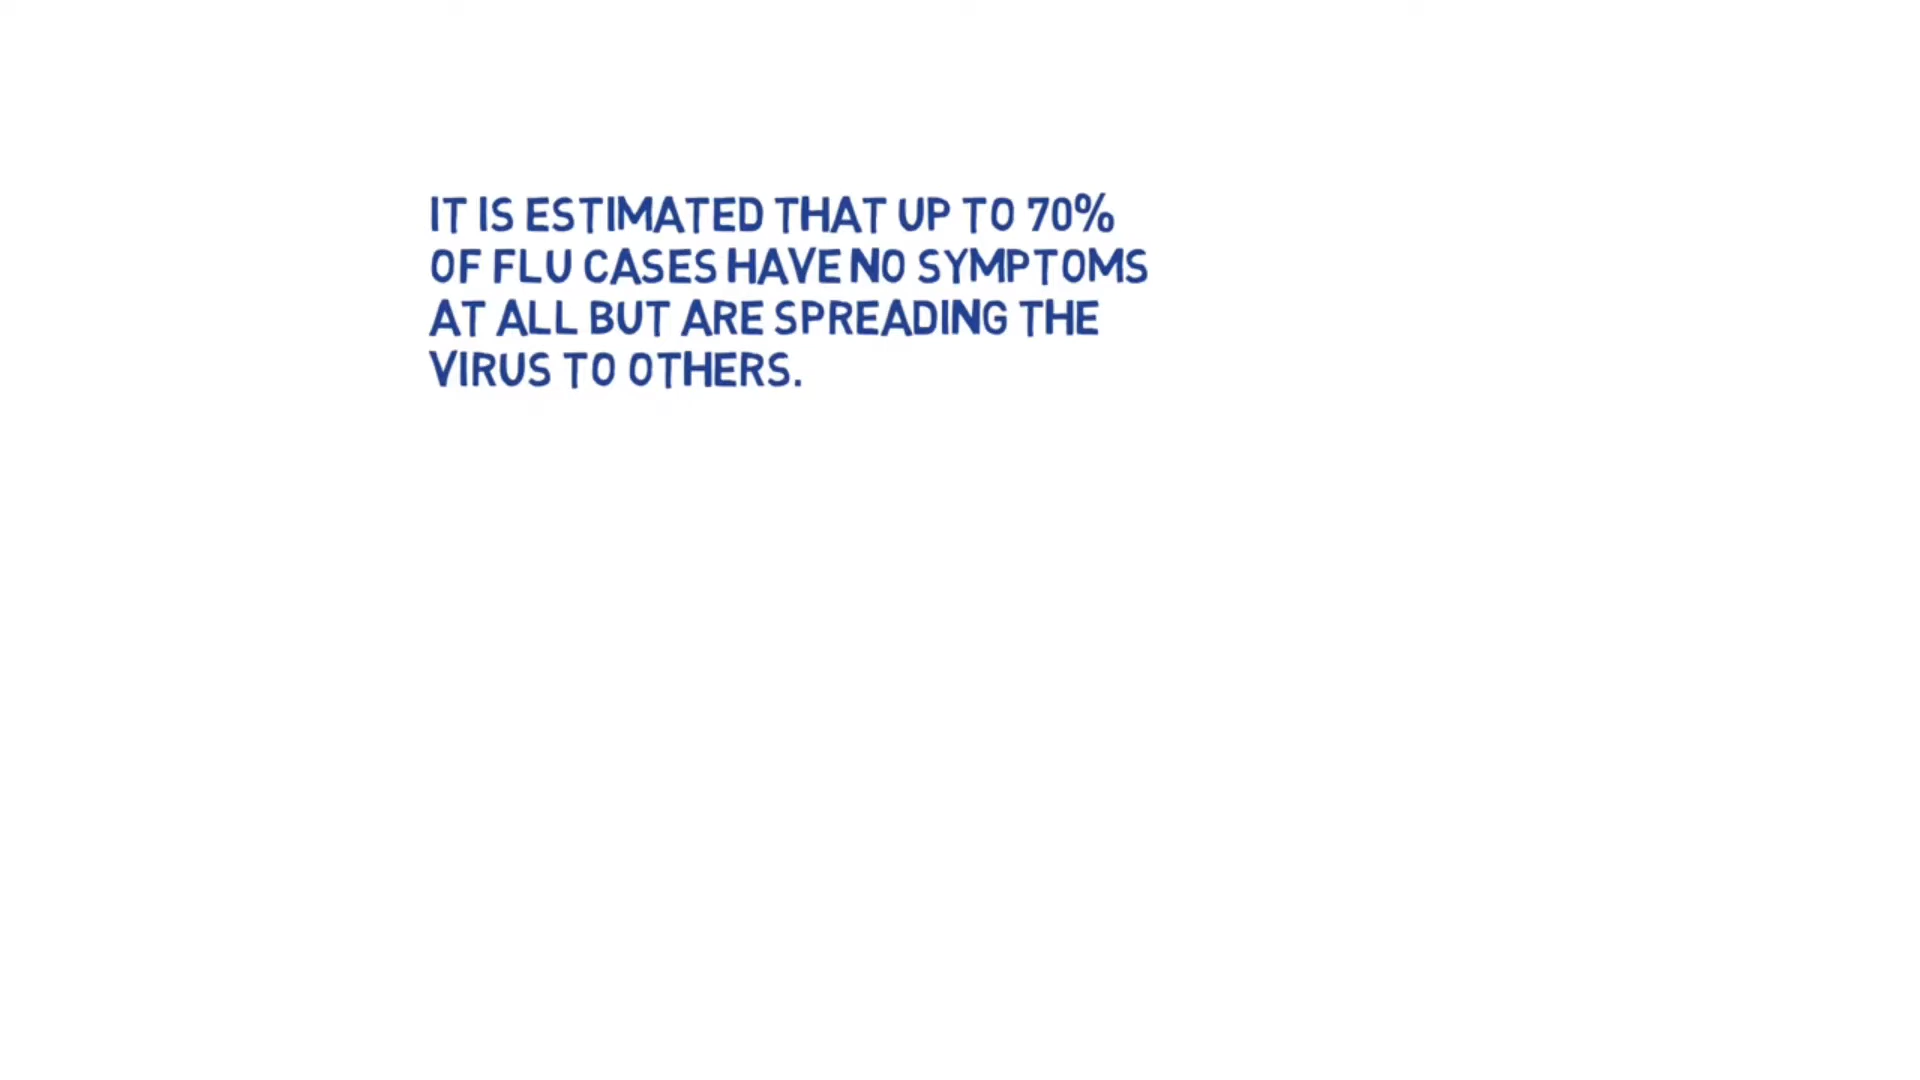 IT IS ESTIMATED THAT UP TO 70%
OF FLU CASES HAVE NO SYMPTOMS
AT ALL BUT ARE SPREADING THE
VIRUS TO OTHERS.